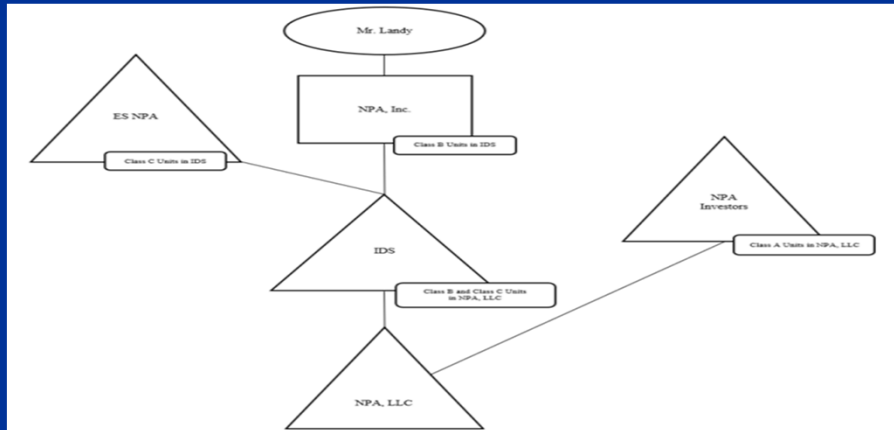 Mr. Landy
NPA, Inc.
Class B Units in IDS
ES NPA
Class C Units in IDS
NPA
Investors
Class A Units in NPA, LLC
IDS
Class B and Class C Units
in NPA, LLC
NPA, LLC